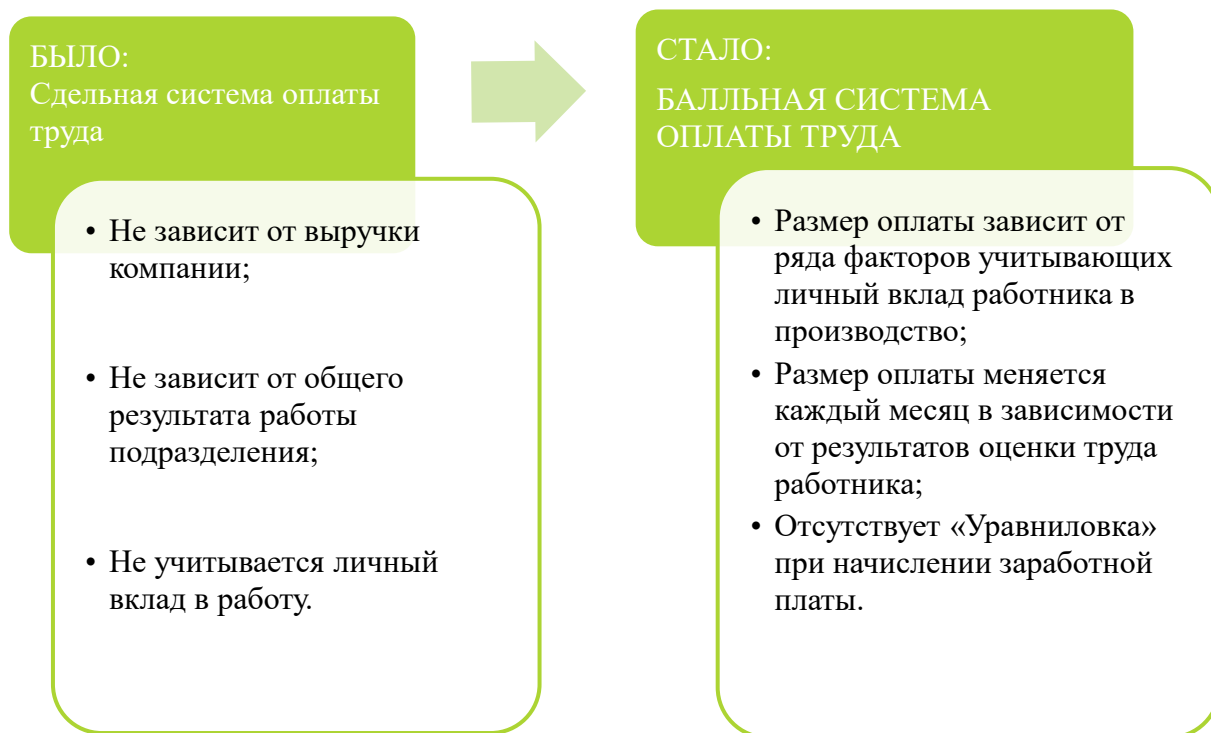 БЫЛО:
Сдельная система оплаты
труда
• Не зависит от выручки
компании;
• Не зависит от общего
результата работы
подразделения;
• Не учитывается личный
вклад в работу.
СТАЛО:
БАЛЛЬНАЯ СИСТЕМА
ОПЛАТЫ ТРУДА
• Размер оплаты зависит от
ряда факторов учитывающих
личный вклад работника в
производство;
• Размер оплаты меняется
каждый месяц в зависимости
от результатов оценки труда
работника;
• Отсутствует «Уравниловка»
при начислении заработной
платы.